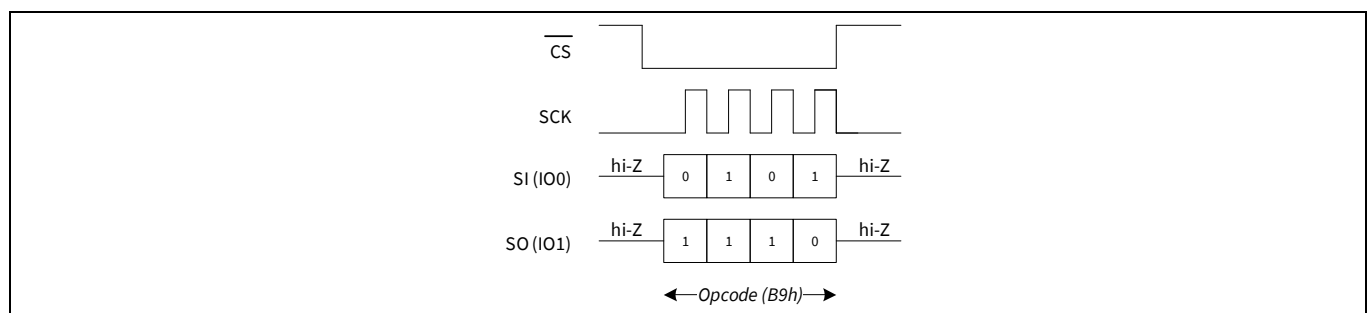 CS
SCK
hi-Z hi-Z
SI (IO0) 0 1 0 1
hi-Z hi-Z
SO (IO1) 1 1 1 0
Opcode (B9h)